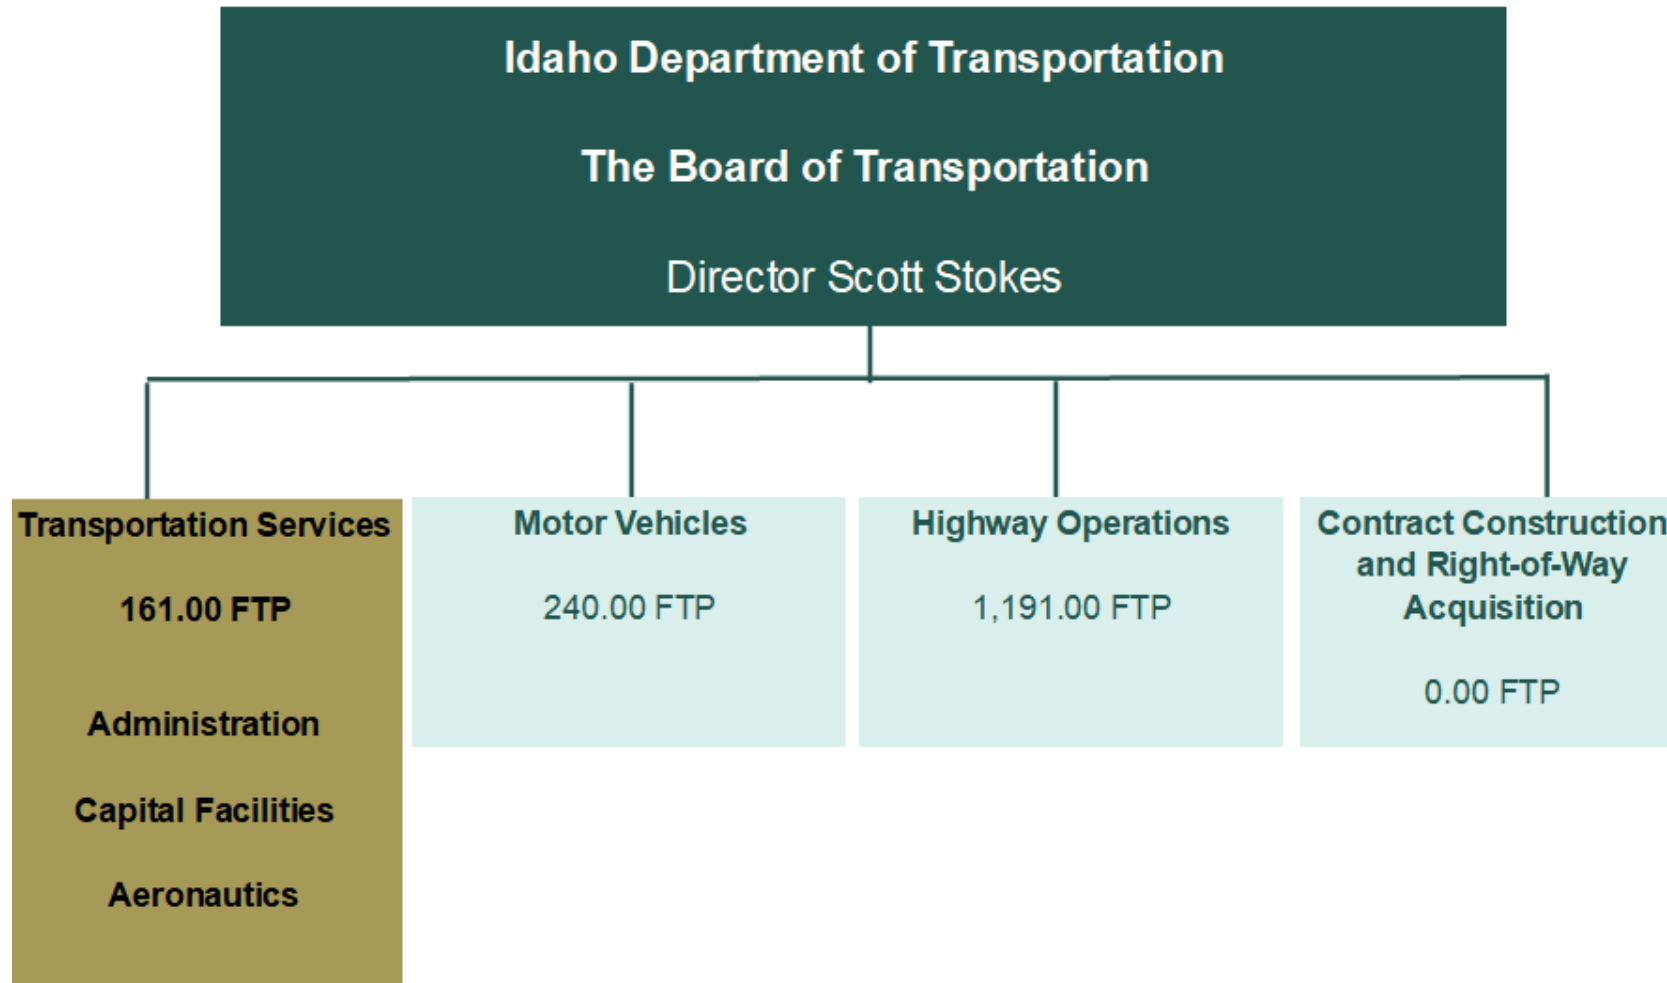 Idaho Department of Transportation
The Board of Transportation
Director Scott Stokes
Transportation Services
161.00 FTP
Administration
Capital Facilities
Aeronautics
Motor Vehicles
240.00 FTP
Highway Operations
1,191.00 FTP
Contract Construction
and Right-of-Way
Acquisition
0.00 FTP